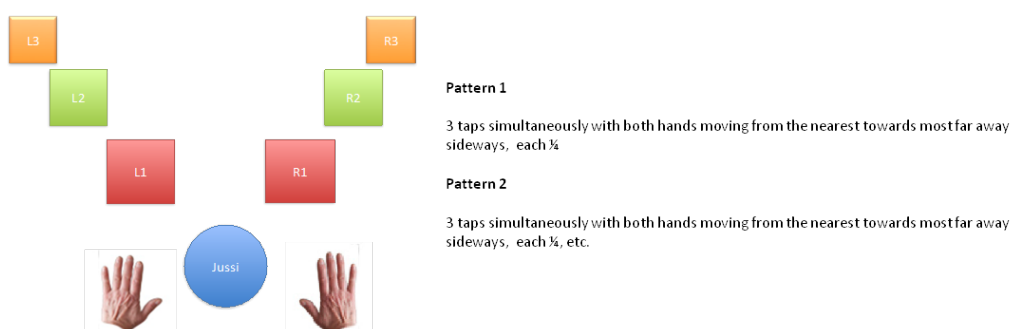 L3
R3
L2
R2
L1
R1
Jussi
Pattern 1
3 taps simultaneously with both hands moving from the nearest towards most far away
sideways, each ¼
Pattern 2
3 taps simultaneously with both hands moving from the nearest towards most far away
sideways, each ¼, etc.